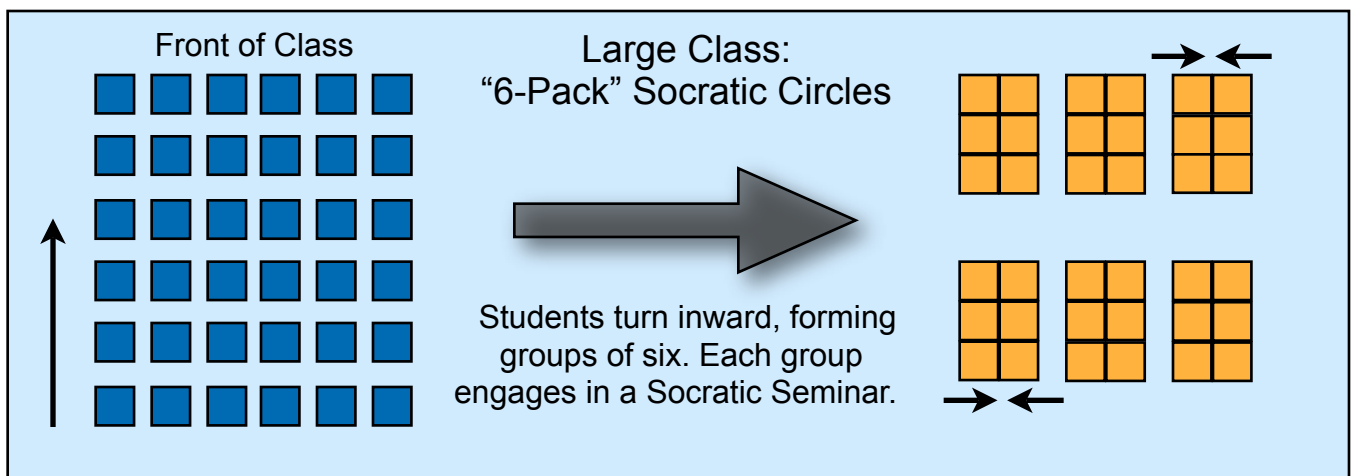 Front of Class
Large Class:
“6-Pack” Socratic Circles
Students turn inward, forming
groups of six. Each group
engages in a Socratic Seminar.